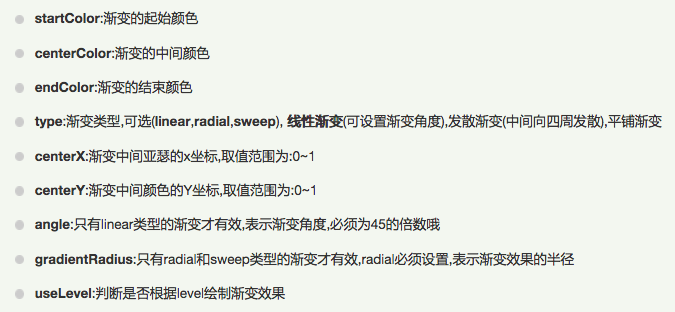 startColor:渐变的起始颜色
centerColor:渐变的中间颜色
endColor:渐变的结束颜色
type:渐变类型,可选(linear,radial,sweep), 线性渐变(可设置渐变角度),发散渐变(中间向四周发散),平铺渐变
centerX:渐变中间亚瑟的x坐标,取值范围为:0~1
centerY:渐变中间颜色的Y坐标,取值范围为:0~1
angle:只有linear类型的渐变才有效,表示渐变角度,必须为45的倍数哦
gradientRadius:只有radial和sweep类型的渐变才有效,radial必须设置,表示渐变效果的半径
useLevel:判断是否根据level绘制渐变效果